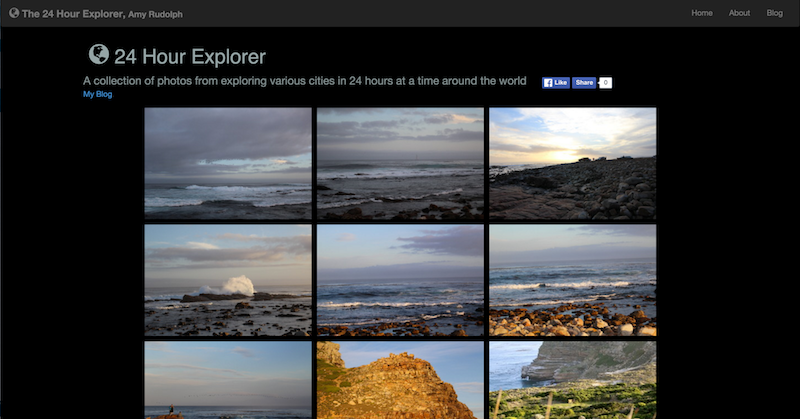 The 24 Hour Explorer, Amy Rudolph
Home About Blog
24 Hour Explorer
A collection of photos from exploring various cities in 24 hours at a time around the world
Like Share 0
My Blog